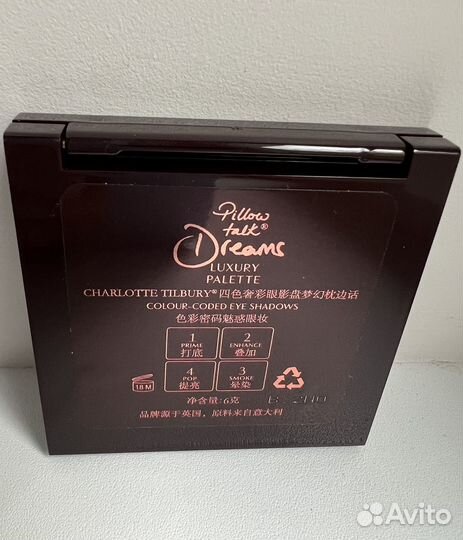 Pillow
talk®
Dreams
LUXURY
PALETTE
CHARLOTTE TILBURY® 四色奢彩眼影盘梦幻枕边话
COLOUR-CODED EYE SHADOWS
色彩密码魅惑眼妆
1 2
PRIME ENHANCE
打底 叠加
4 3
POP SMOKE
提亮 晕染
18 M
净含量:6克
品牌源于英国,原料来自意大利
Avito